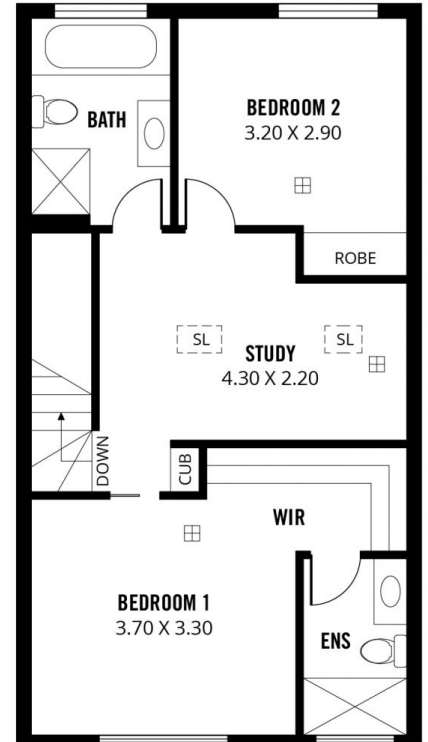 BATH
BEDROOM 2
3.20 X 2.90
ROBE
SL
SL
STUDY
4.30 X 2.20
DOWN
CUB
WIR
BEDROOM 1
3.70 X 3.30
ENS